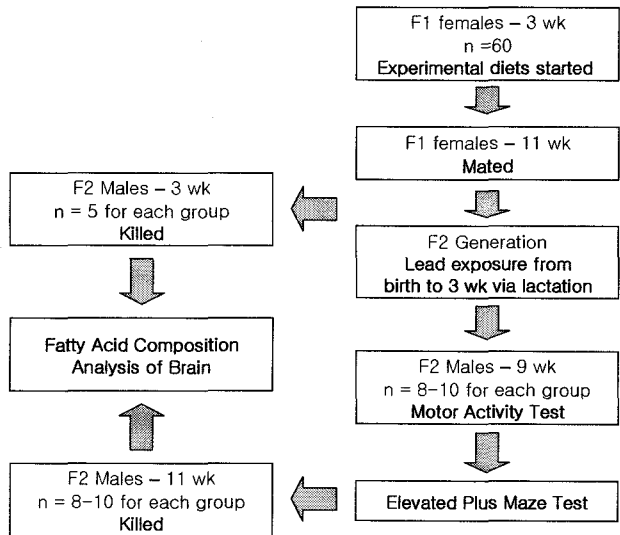 F1 females – 3 wk
n =60
Experimental diets started
F1 females – 11 wk
Mated
F2 Males – 3 wk
n = 5 for each group
Killed
F2 Generation
Lead exposure from
birth to 3 wk via lactation
Fatty Acid Composition
Analysis of Brain
F2 Males – 9 wk
n = 8–10 for each group
Motor Activity Test
F2 Males – 11 wk
n = 8–10 for each group
Killed
Elevated Plus Maze Test